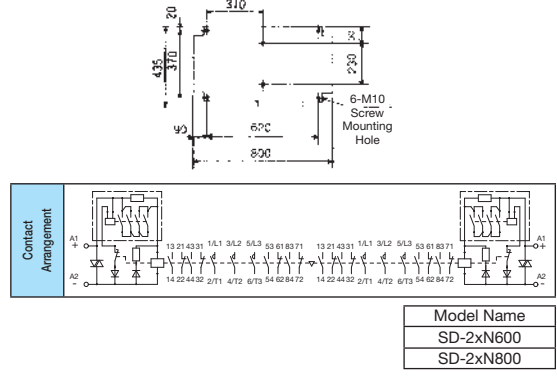 310
20
435
370
230
6-M10
Screw
Mounting
Hole
620
800
Contact
Arrangement
A1
+
A2
-
13 21 43 31 1/L1 3/L2 5/L3 53 61 83 71
14 22 44 32 2/T1 4/T2 6/T3 54 62 84 72
13 21 43 31 1/L1 3/L2 5/L3 53 61 83 71
14 22 44 32 2/T1 4/T2 6/T3 54 62 84 72
A1
+
A2
-
Model Name
SD-2xN600
SD-2xN800